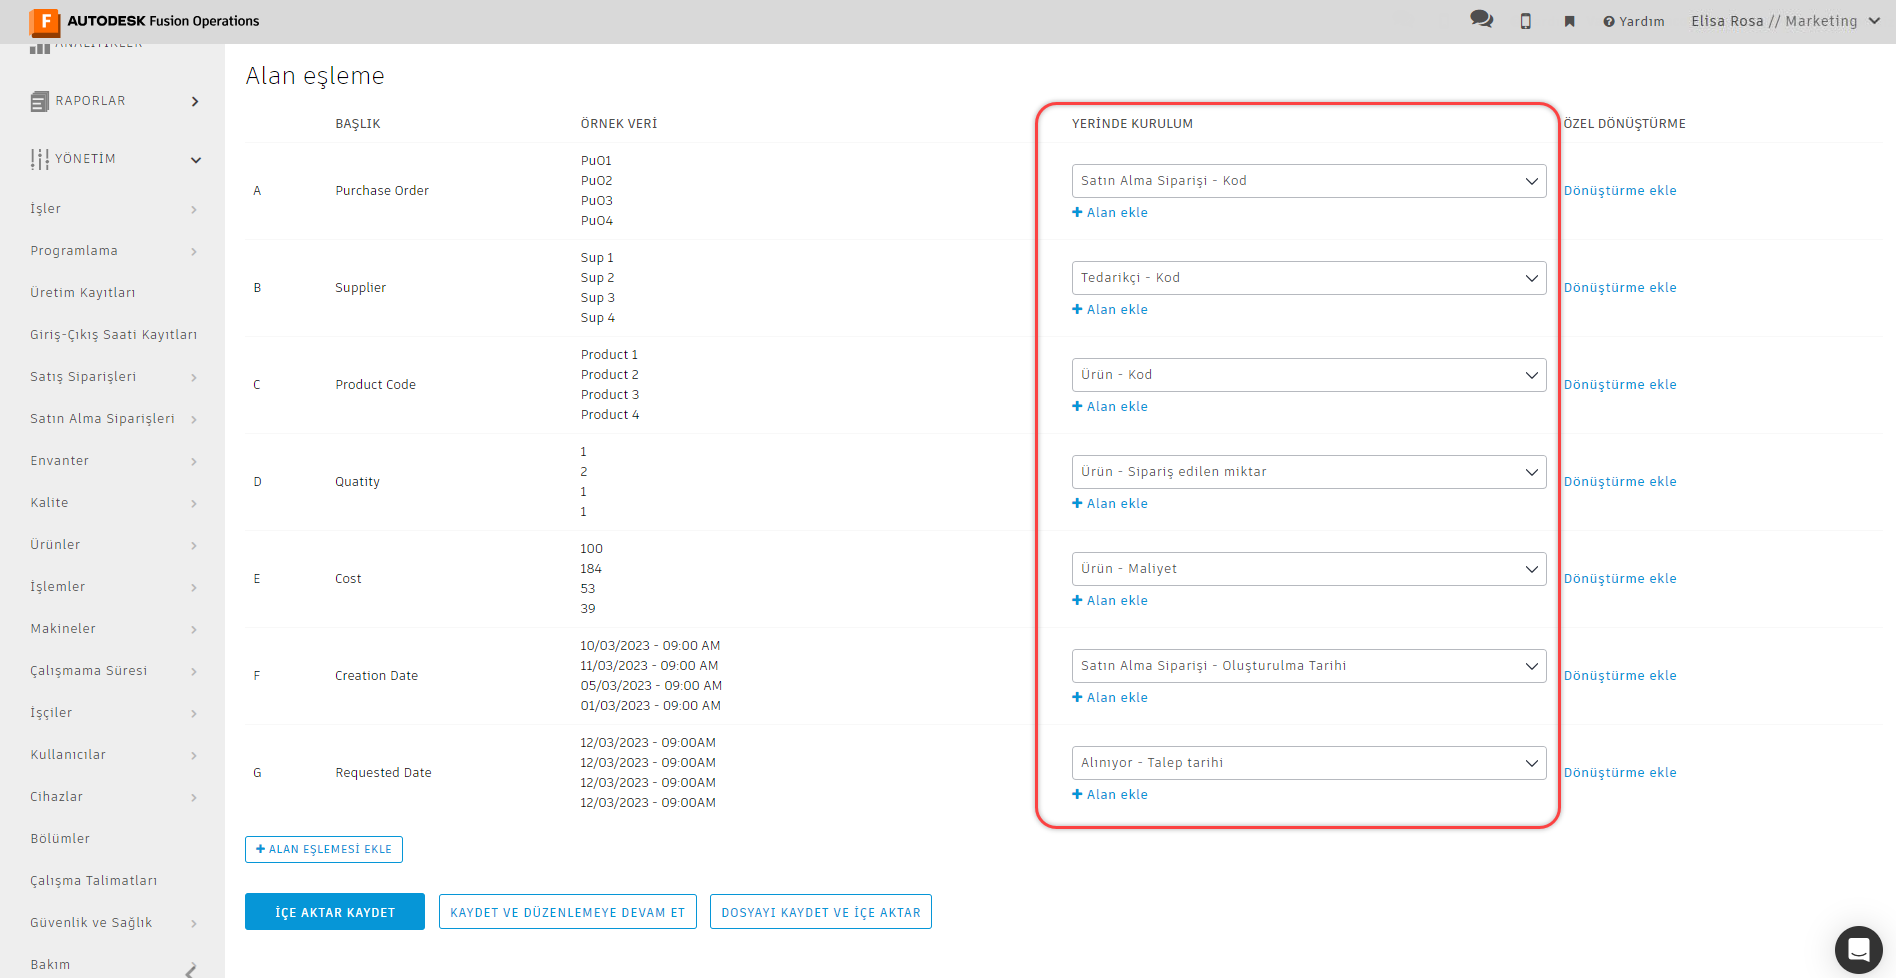 AUTODESK Fusion Operations
Yardım
Elisa Rosa // Marketing
ANALİTİKLER
RAPORLAR
YÖNETİM
İşler
Programlama
Üretim Kayıtları
Giriş-Çıkış Saati Kayıtları
Satış Siparişleri
Satın Alma Siparişleri
Envanter
Kalite
Ürünler
İşlemler
Makineler
Çalışmama Süresi
İşçiler
Kullanıcılar
Cihazlar
Bölümler
Çalışma Talimatları
Güvenlik ve Sağlık
Bakım
Alan eşleme
BAŞLIK ÖRNEK VERİ YERİNDE KURULUM ÖZEL DÖNÜŞTÜRME
A Purchase Order
PuO1
PuO2
PuO3
PuO4
Satın Alma Siparişi - Kod
+ Alan ekle
Dönüştürme ekle
B Supplier
Sup 1
Sup 2
Sup 3
Sup 4
Tedarikçi - Kod
+ Alan ekle
Dönüştürme ekle
C Product Code
Product 1
Product 2
Product 3
Product 4
Ürün - Kod
+ Alan ekle
Dönüştürme ekle
D Quatity
1
2
1
1
Ürün - Sipariş edilen miktar
+ Alan ekle
Dönüştürme ekle
E Cost
100
184
53
39
Ürün - Maliyet
+ Alan ekle
Dönüştürme ekle
F Creation Date
10/03/2023 - 09:00 AM
11/03/2023 - 09:00 AM
05/03/2023 - 09:00 AM
01/03/2023 - 09:00 AM
Satın Alma Siparişi - Oluşturulma Tarihi
+ Alan ekle
Dönüştürme ekle
G Requested Date
12/03/2023 - 09:00AM
12/03/2023 - 09:00AM
12/03/2023 - 09:00AM
12/03/2023 - 09:00AM
Alınıyor - Talep tarihi
+ Alan ekle
Dönüştürme ekle
+ ALAN EŞLEMESİ EKLE
İÇE AKTAR KAYDET
KAYDET VE DÜZENLEMEYE DEVAM ET
DOSYAYI KAYDET VE İÇE AKTAR